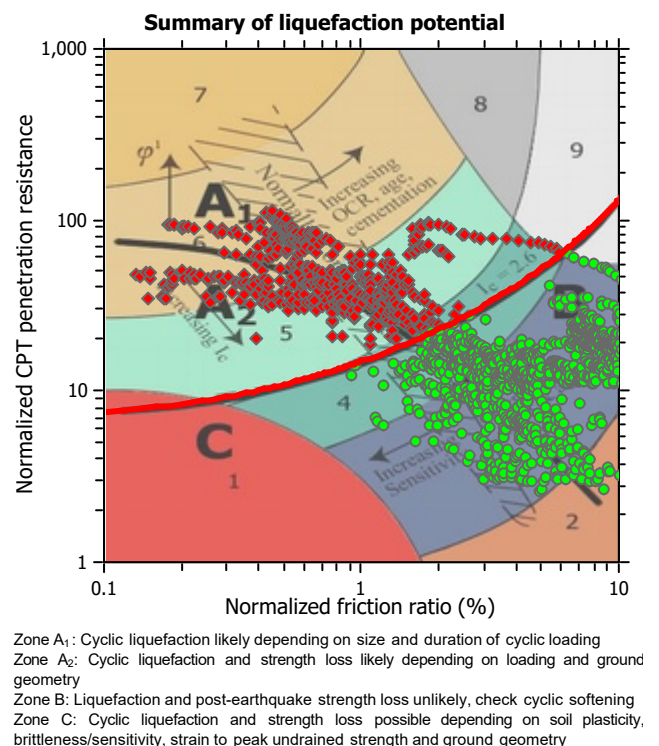 Summary of liquefaction potential
1,000
7
8
9
φ'
Increasing
OCR, age,
cementation
A1
100
6
Ic = 2.6
A2
Increasing Ic
5
B
10
4
C
1
Increasing
Sensitivity
2
1
0.1
1
10
Normalized CPT penetration resistance
Normalized friction ratio (%)
Zone A1: Cyclic liquefaction likely depending on size and duration of cyclic loading
Zone A2: Cyclic liquefaction and strength loss likely depending on loading and ground
geometry
Zone B: Liquefaction and post-earthquake strength loss unlikely, check cyclic softening
Zone C: Cyclic liquefaction and strength loss possible depending on soil plasticity,
brittleness/sensitivity, strain to peak undrained strength and ground geometry